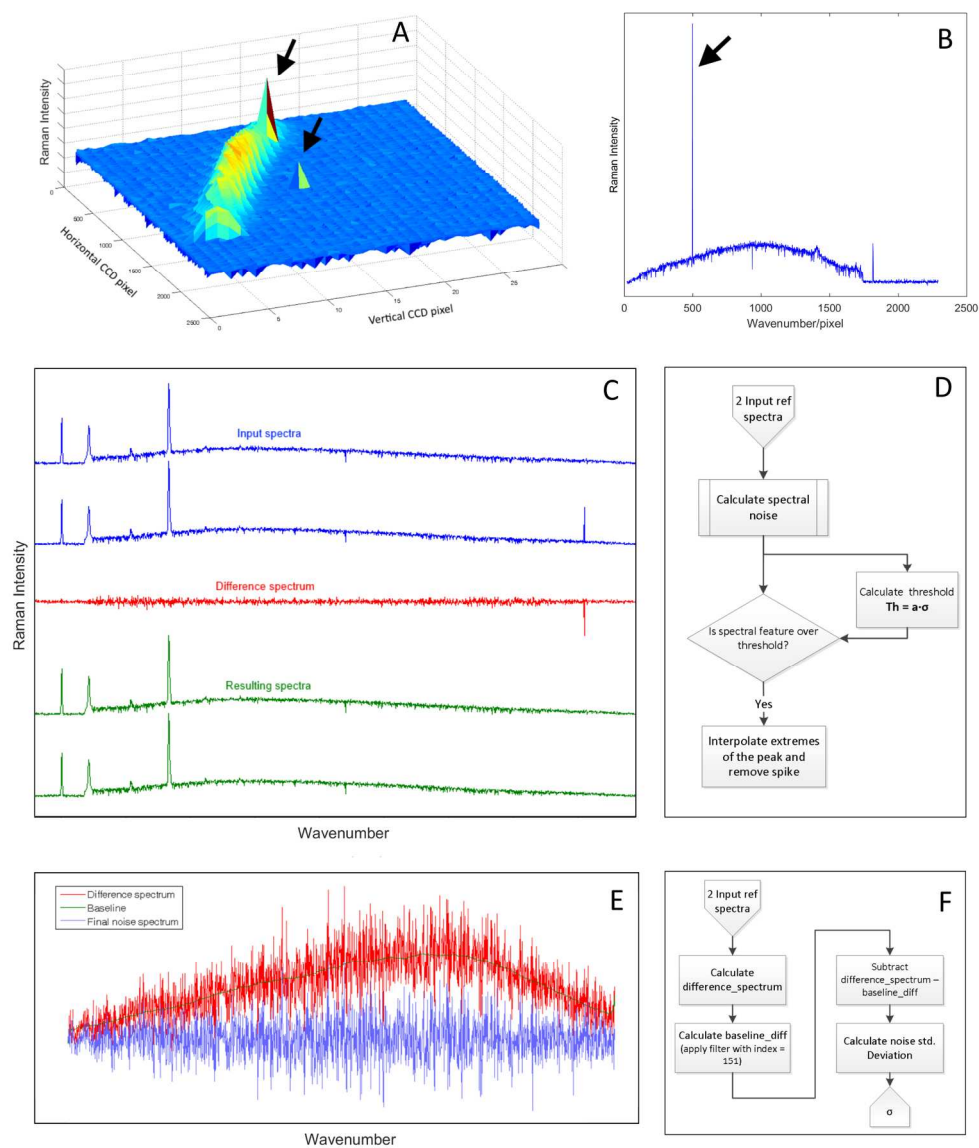 A
Raman Intensity
0
500
1000
1500
2000
2500
Horizontal CCD pixel
0
5
10
15
20
25
Vertical CCD pixel
B
Raman Intensity
0
500
1000
1500
2000
2500
Wavenumber/pixel
C
Raman Intensity
Input spectra
Difference spectrum
Resulting spectra
Wavenumber
D
2 Input ref
spectra
Calculate spectral
noise
Calculate threshold
Th = a·σ
Is spectral feature over
threshold?
Yes
Interpolate extremes
of the peak and
remove spike
E
Difference spectrum
Baseline
Final noise spectrum
Wavenumber
F
2 Input ref
spectra
Calculate
difference_spectrum
Calculate baseline_diff
(apply filter with index =
151)
Subtract
difference_spectrum –
baseline_diff
Calculate noise std.
Deviation
σ